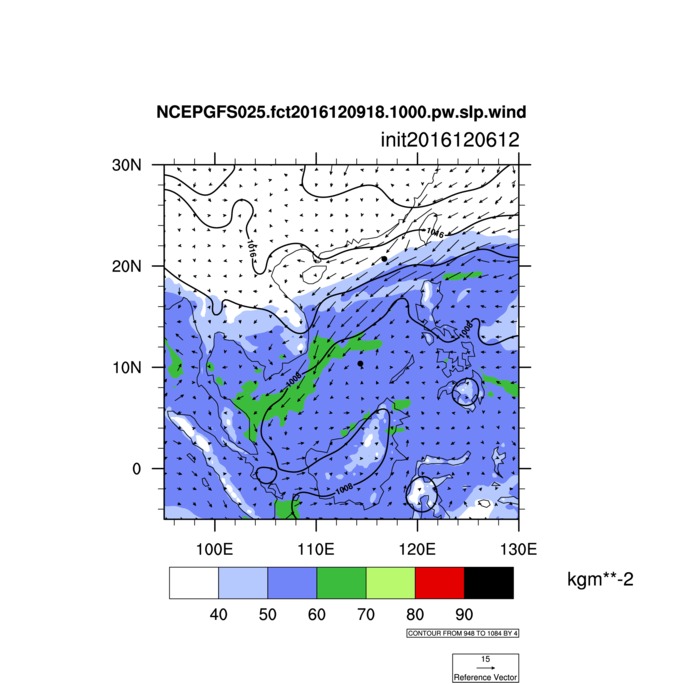 NCEPGFS025.fct2016120918.1000.pw.slp.wind
init2016120612
30N
1016
1016
20N
1008
10N
1008
0
1008
100E 110E 120E 130E
kgm**-2
40 50 60 70 80 90
CONTOUR FROM 948 TO 1084 BY 4
15
Reference Vector